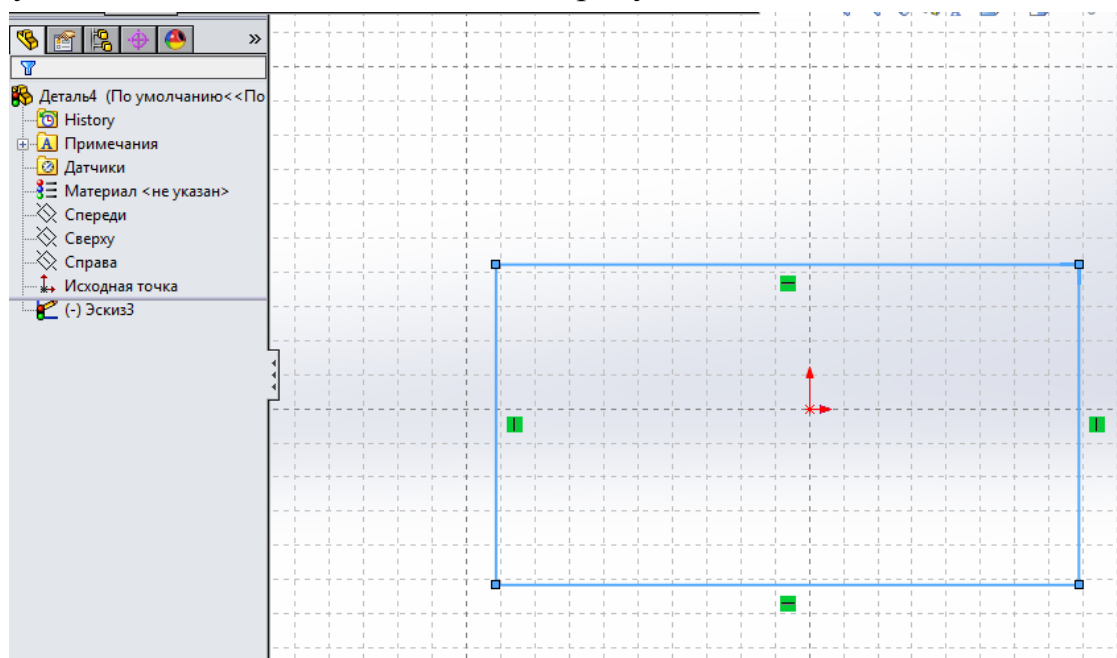 »
Деталь4 (По умолчанию<<По
History
A Примечания
Датчики
Материал <не указан>
Спереди
Сверху
Справа
Исходная точка
(-) Эскиз3